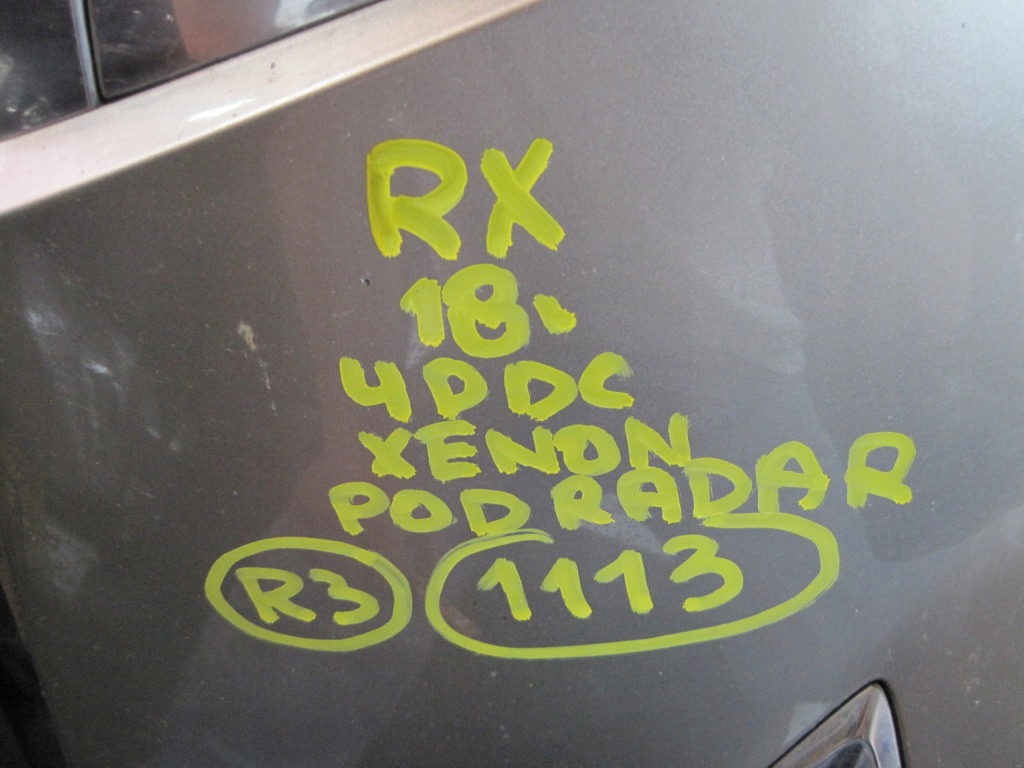 RX
18.
4DDC
XENON
POD RADAR
R3 1113